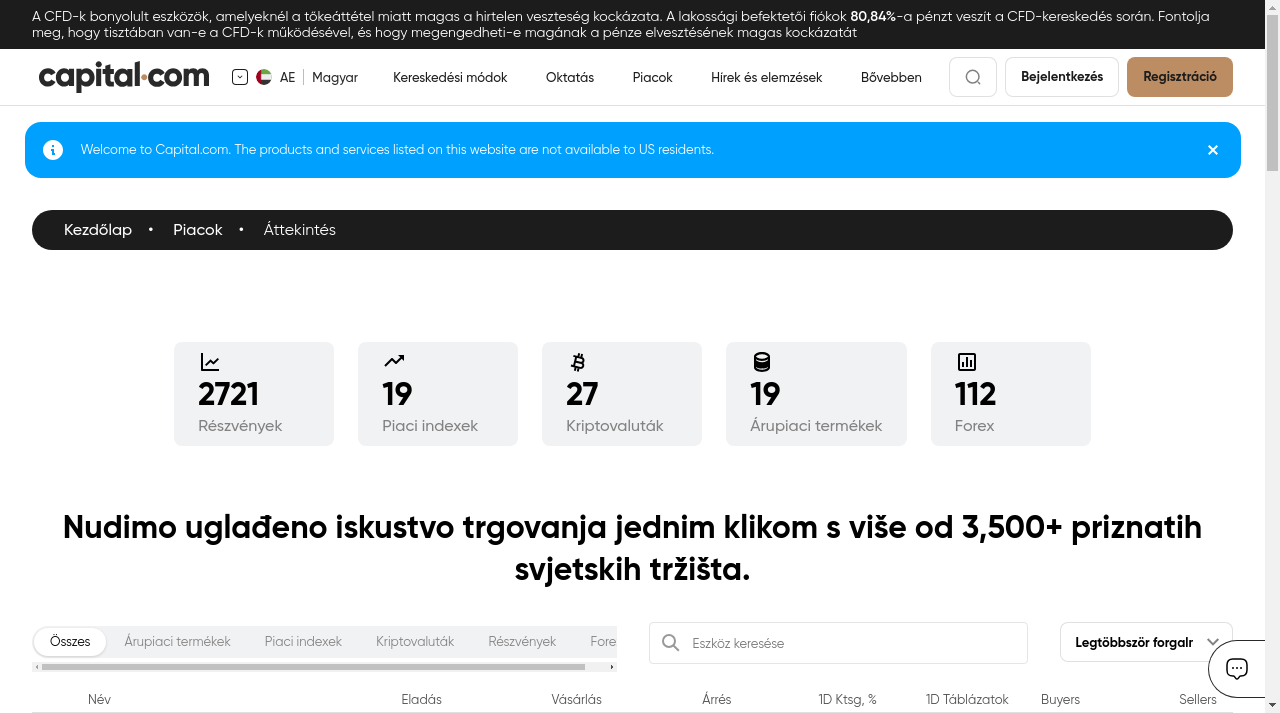 A CFD-k bonyolult eszközök, amelyeknél a tőkeáttétel miatt magas a hirtelen veszteség kockázata. A lakossági befektetői fiókok 80,84%-a pénzt veszít a CFD-kereskedés során. Fontolja
meg, hogy tisztában van-e a CFD-k működésével, és hogy megengedheti-e magának a pénze elvesztésének magas kockázatát
capital.com AE Magyar Kereskedési módok Oktatás Piacok Hírek és elemzések Bővebben Bejelentkezés Regisztráció
Welcome to Capital.com. The products and services listed on this website are not available to US residents.
Kezdőlap • Piacok • Áttekintés
2721 19 27 19 112
Részvények Piaci indexek Kriptovaluták Árupiaci termékek Forex
Nudimo uglađeno iskustvo trgovanja jednim klikom s više od 3,500+ priznatih
svjetskih tržišta.
Összes Árupiaci termékek Piaci indexek Kriptovaluták Részvények Fore Eszköz keresése Legtöbbször forgalr
Név Eladás Vásárlás Árrés 1D Ktsg, % 1D Táblázatok Buyers Sellers